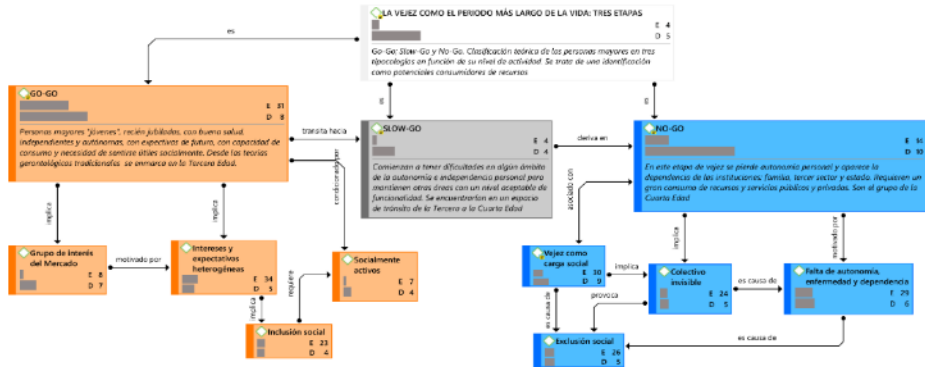 LA VEJEZ COMO EL PERIODO MÁS LARGO DE LA VIDA: TRES ETAPAS
E 4
D 5
Go-Go; Slow-Go y No-Go. Clasificación teórica de las personas mayores en tres
tipocologías en función de su nivel de actividad. Se trata de una identificación
como potenciales consumidores de recursos
es
es
es
GO-GO
E 31
D 8
Personas mayores "jóvenes", recién jubiladas, con buena salud,
independientes y autónomas, con expectivas de futuro, con capacidad de
consumo y necesidad de sentirse útiles socialmente. Desde las teorías
gerontológicas tradicionales se enmarca en la Tercera Edad.
transita hacia
SLOW-GO
E 4
D 4
Comienzan a tener dificultades en algún ámbito
de la autonomía e independencia personal pero
mantienen otras áreas con un nivel aceptable de
funcionalidad. Se encuentrarían en un espacio
de tránsito de la Tercera a la Cuarta Edad
deriva en
NO-GO
E 14
D 10
En este etapa de vejez se pierde autonomía personal y aparece la
dependencia de las instituciones: familia, tercer sector y estado. Requieren un
gran consumo de recursos y servicios públicos y privados. Son el grupo de la
Cuarta Edad
implica
implica
condicionado por
asociado con
implica
motivado por
Grupo de interés
del Mercado
E 8
D 7
motivado por
Intereses y
expectativas
heterogéneas
E 34
D 5
Socialmente
activos
E 7
D 4
implica
requiere
Inclusión social
E 23
D 4
Vejez como
carga social
E 30
D 9
implica
Colectivo
invisible
E 24
D 5
es causa de
Falta de autonomía,
enfermedad y dependencia
E 29
D 6
es causa de
provoca
es causa de
Exclusión social
E 26
D 5